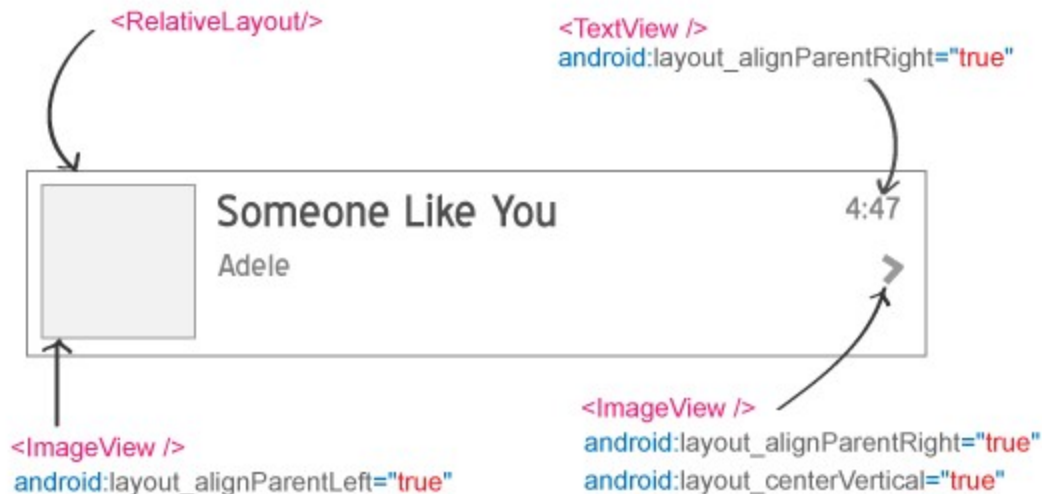 <RelativeLayout/>
<TextView />
android:layout_alignParentRight="true"
Someone Like You
4:47
Adele
<ImageView />
android:layout_alignParentLeft="true"
<ImageView />
android:layout_alignParentRight="true"
android:layout_centerVertical="true"